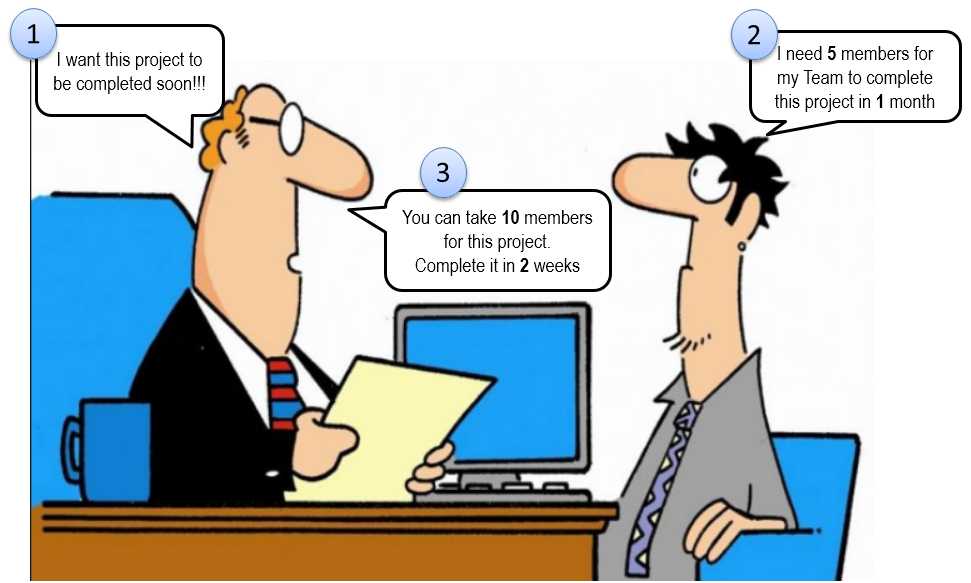 1
I want this project to
be completed soon!!!
2
I need 5 members for
my Team to complete
this project in 1 month
3
You can take 10 members
for this project.
Complete it in 2 weeks